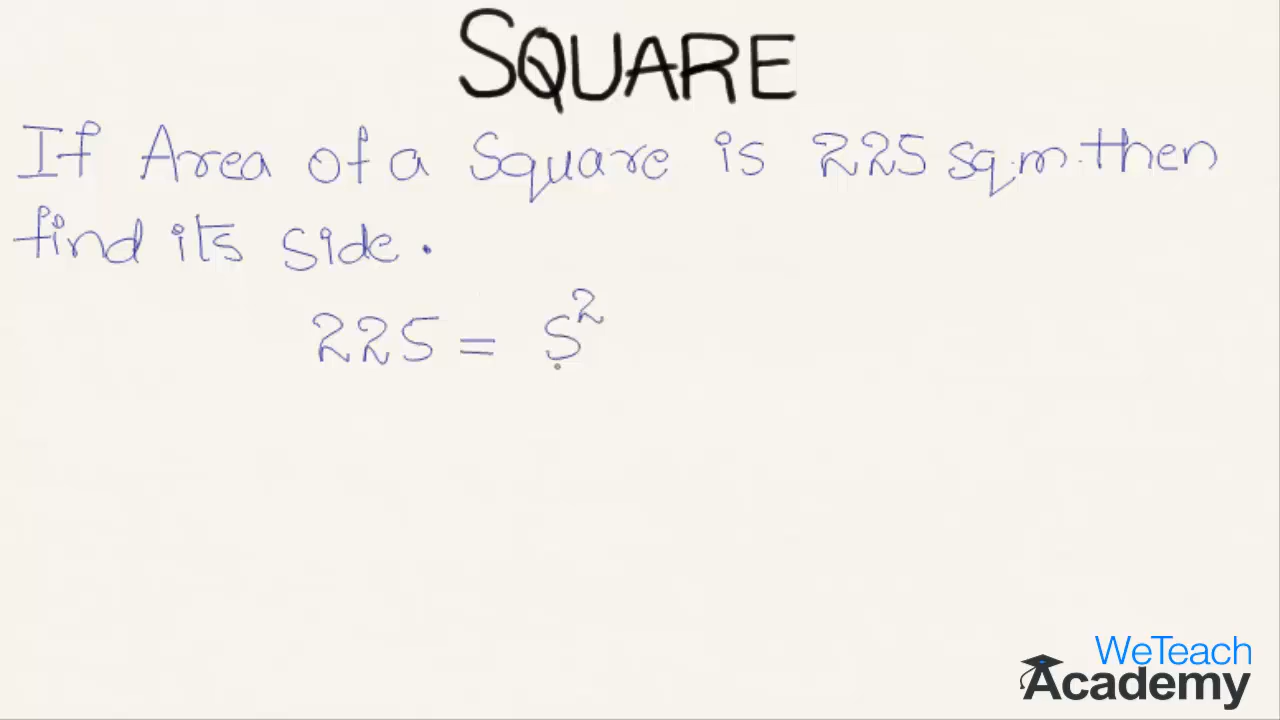 SQUARE
If Area of a Square is 225 sq.m. then
find its side.
225 = S²
WeTeach
Academy